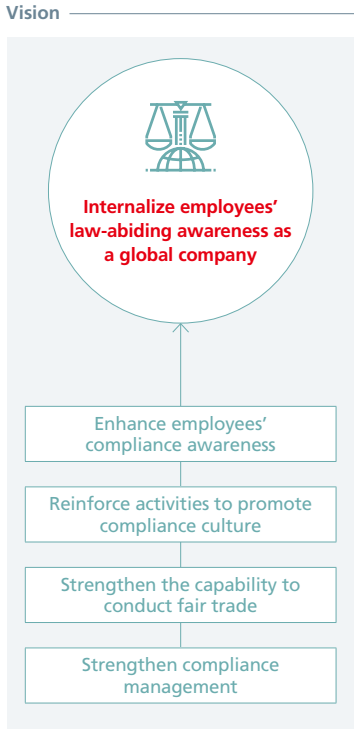 Vision
Internalize employees’
law-abiding awareness as
a global company
Enhance employees’
compliance awareness
Reinforce activities to promote
compliance culture
Strengthen the capability to
conduct fair trade
Strengthen compliance
management